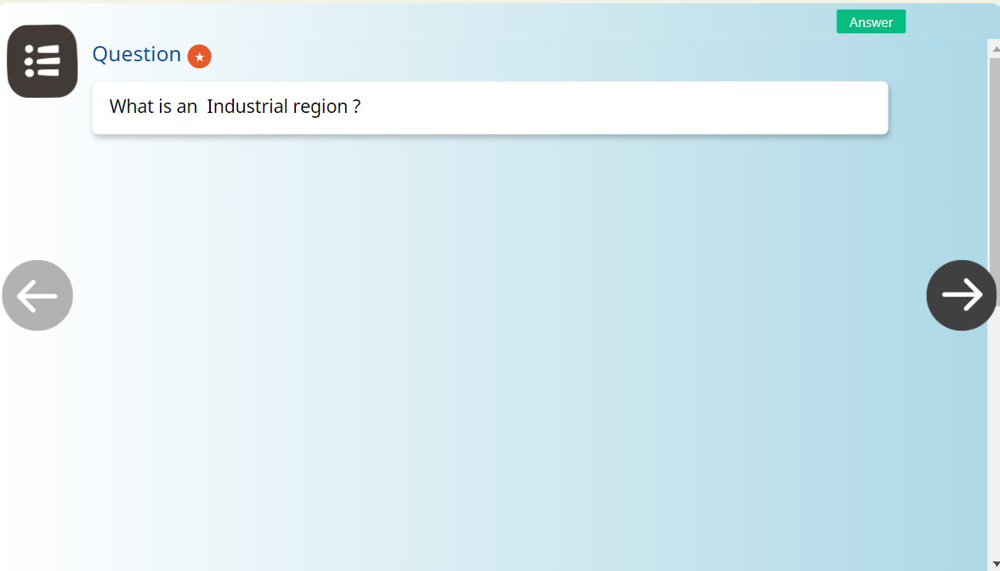 Answer
Question
What is an  Industrial region ?